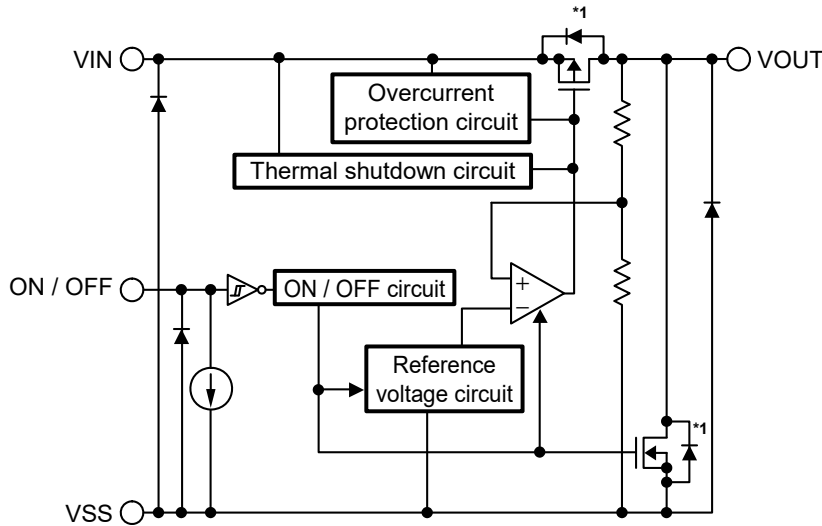 *1
VIN
VOUT
Overcurrent
protection circuit
Thermal shutdown circuit
ON / OFF
ON / OFF circuit
+
−
Reference
voltage circuit
*1
VSS